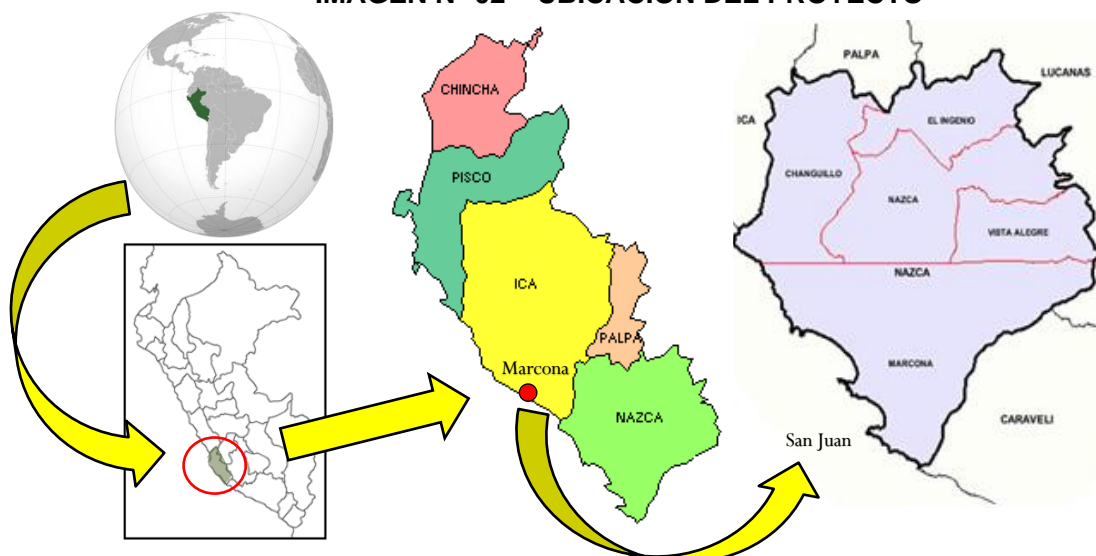 CHINCHA
PISCO
ICA
PALPA
Marcona
NAZCA
PALPA
LUCANAS
ICA
EL INGENIO
CHANGUILLO
NAZCA
VISTA ALEGRE
NAZCA
MARCONA
CARAVELI
San Juan